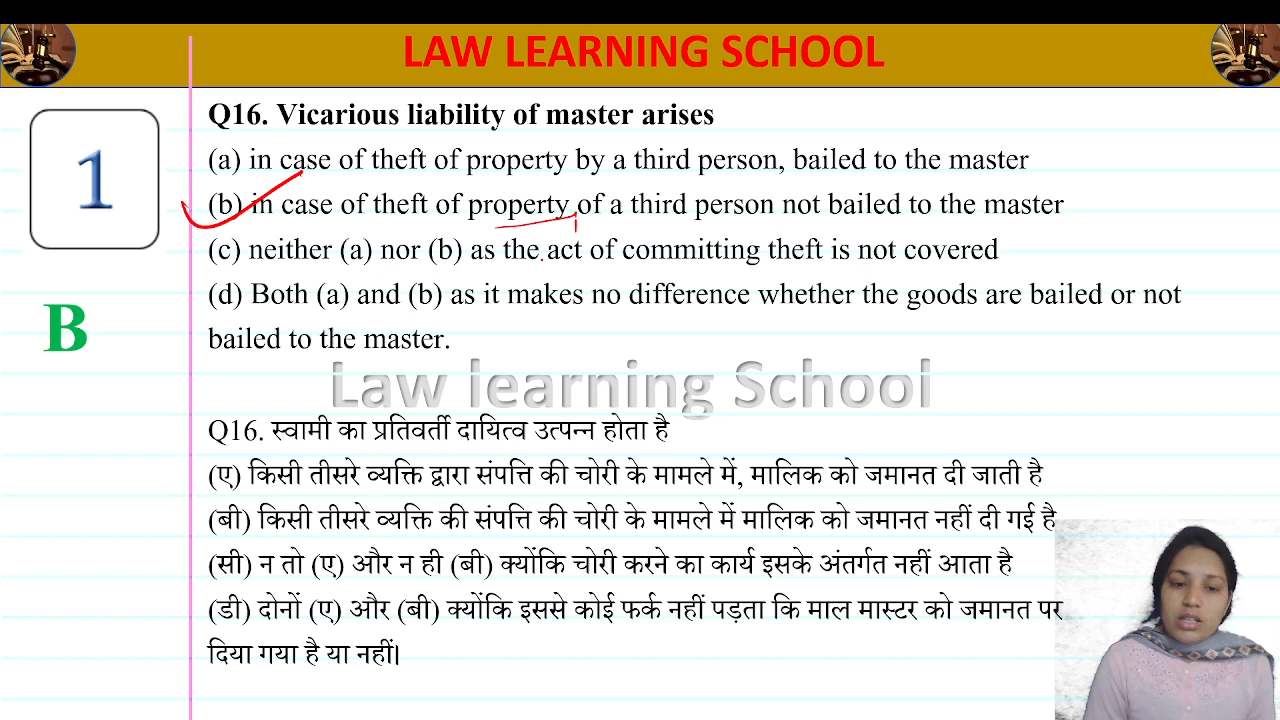 LAW LEARNING SCHOOL
1
B
Q16. Vicarious liability of master arises
(a) in case of theft of property by a third person, bailed to the master
(b) in case of theft of property of a third person not bailed to the master
(c) neither (a) nor (b) as the act of committing theft is not covered
(d) Both (a) and (b) as it makes no difference whether the goods are bailed or not
bailed to the master.
Law learning School
Q16. स्वामी का प्रतिवर्ती दायित्व उत्पन्न होता है
(ए) किसी तीसरे व्यक्ति द्वारा संपत्ति की चोरी के मामले में, मालिक को जमानत दी जाती है
(बी) किसी तीसरे व्यक्ति की संपत्ति की चोरी के मामले में मालिक को जमानत नहीं दी गई है
(सी) न तो (ए) और न ही (बी) क्योंकि चोरी करने का कार्य इसके अंतर्गत नहीं आता है
(डी) दोनों (ए) और (बी) क्योंकि इससे कोई फर्क नहीं पड़ता कि माल मास्टर को जमानत पर
दिया गया है या नहीं।